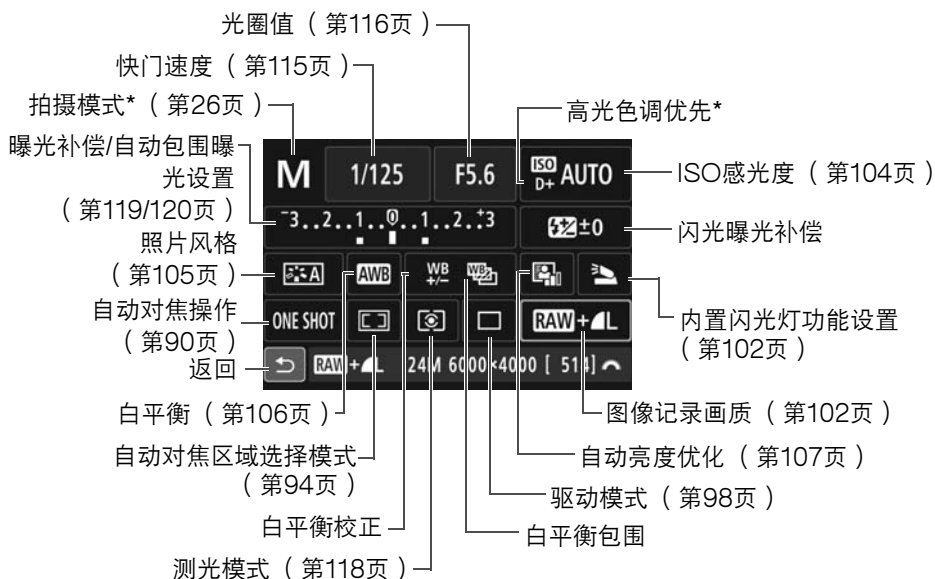 光圈值（第116页）
快门速度（第115页）
拍摄模式*（第26页）
高光色调优先*
曝光补偿/自动包围曝
光设置
（第119/120页）
M 1/125 F5.6 ISO D+ AUTO
ISO感光度（第104页）
-3..2..1..0..1..2..+3 ±0
闪光曝光补偿
照片风格
（第105页）
A AWB WB +/- WB
自动对焦操作
（第90页）
ONE SHOT RAW+L
内置闪光灯功能设置
（第102页）
返回
RAW+L 24M 6000×4000 [ 514]
白平衡（第106页）
图像记录画质（第102页）
自动对焦区域选择模式
（第94页）
自动亮度优化（第107页）
驱动模式（第98页）
白平衡校正
白平衡包围
测光模式（第118页）